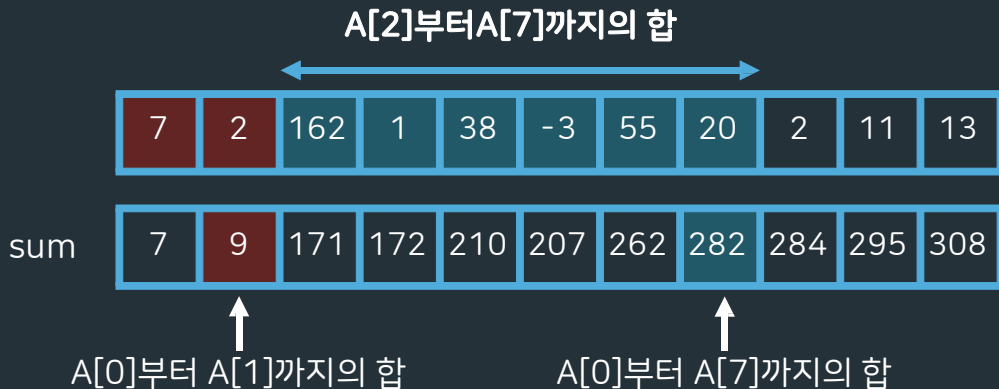 A[2]부터A[7]까지의 합
7 2 162 1 38 -3 55 20 2 11 13
sum 7 9 171 172 210 207 262 282 284 295 308
A[0]부터 A[1]까지의 합 A[0]부터 A[7]까지의 합